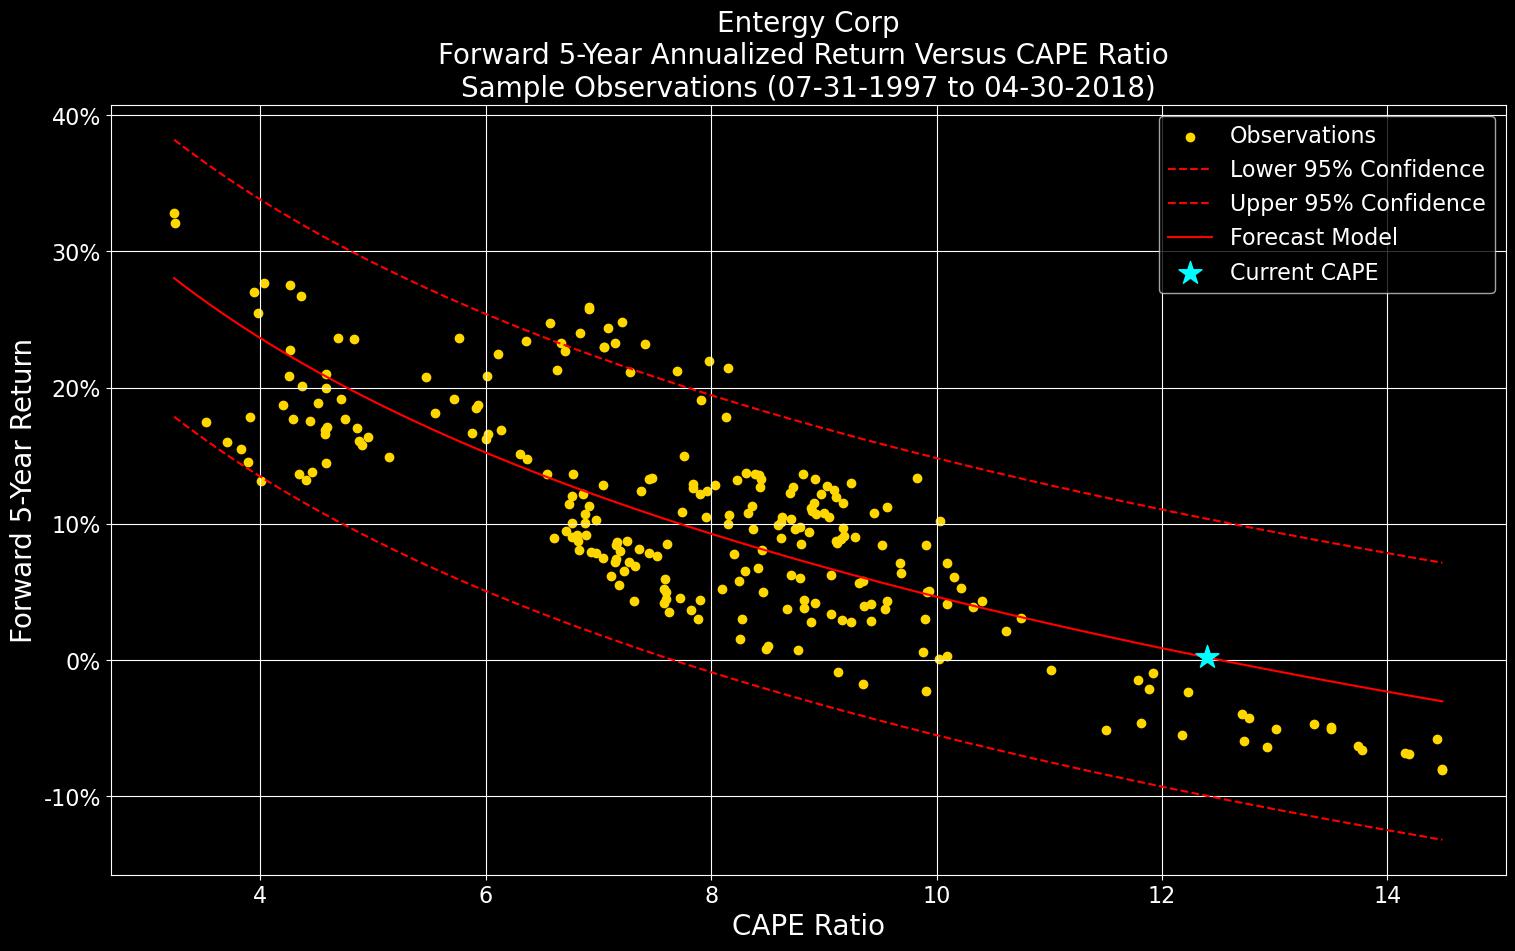 Entergy Corp
Forward 5-Year Annualized Return Versus CAPE Ratio
Sample Observations (07-31-1997 to 04-30-2018)
Observations
Lower 95% Confidence
Upper 95% Confidence
Forecast Model
Current CAPE
Forward 5-Year Return
40%
30%
20%
10%
0%
-10%
4 6 8 10 12 14
CAPE Ratio